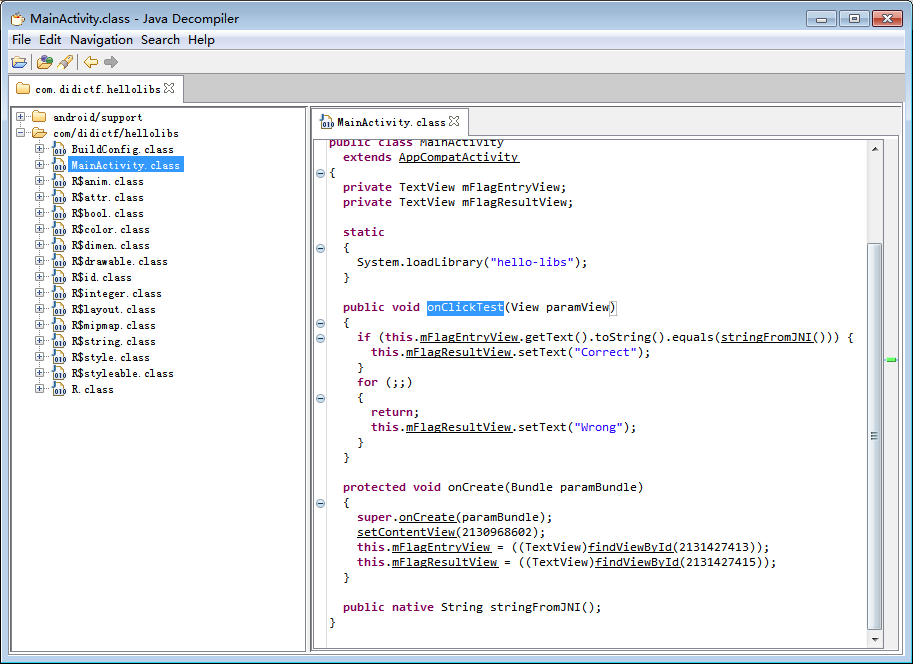 MainActivity.class - Java Decompiler
File Edit Navigation Search Help
com.didictf.hellolibs
android/support
com/didictf/hellolibs
BuildConfig.class
MainActivity.class
R$anim.class
R$attr.class
R$bool.class
R$color.class
R$dimen.class
R$drawable.class
R$id.class
R$integer.class
R$layout.class
R$mipmap.class
R$string.class
R$style.class
R$styleable.class
R.class
MainActivity.class
public class MainActivity
extends AppCompatActivity
{
private TextView mFlagEntryView;
private TextView mFlagResultView;
static
{
System.loadLibrary("hello-libs");
}
public void onClickTest(View paramView)
{
if (this.mFlagEntryView.getText().toString().equals(stringFromJNI())) {
this.mFlagResultView.setText("Correct");
}
for (;;)
{
return;
this.mFlagResultView.setText("Wrong");
}
}
protected void onCreate(Bundle paramBundle)
{
super.onCreate(paramBundle);
setContentView(2130968602);
this.mFlagEntryView = ((TextView)findViewById(2131427413));
this.mFlagResultView = ((TextView)findViewById(2131427415));
}
public native String stringFromJNI();
}